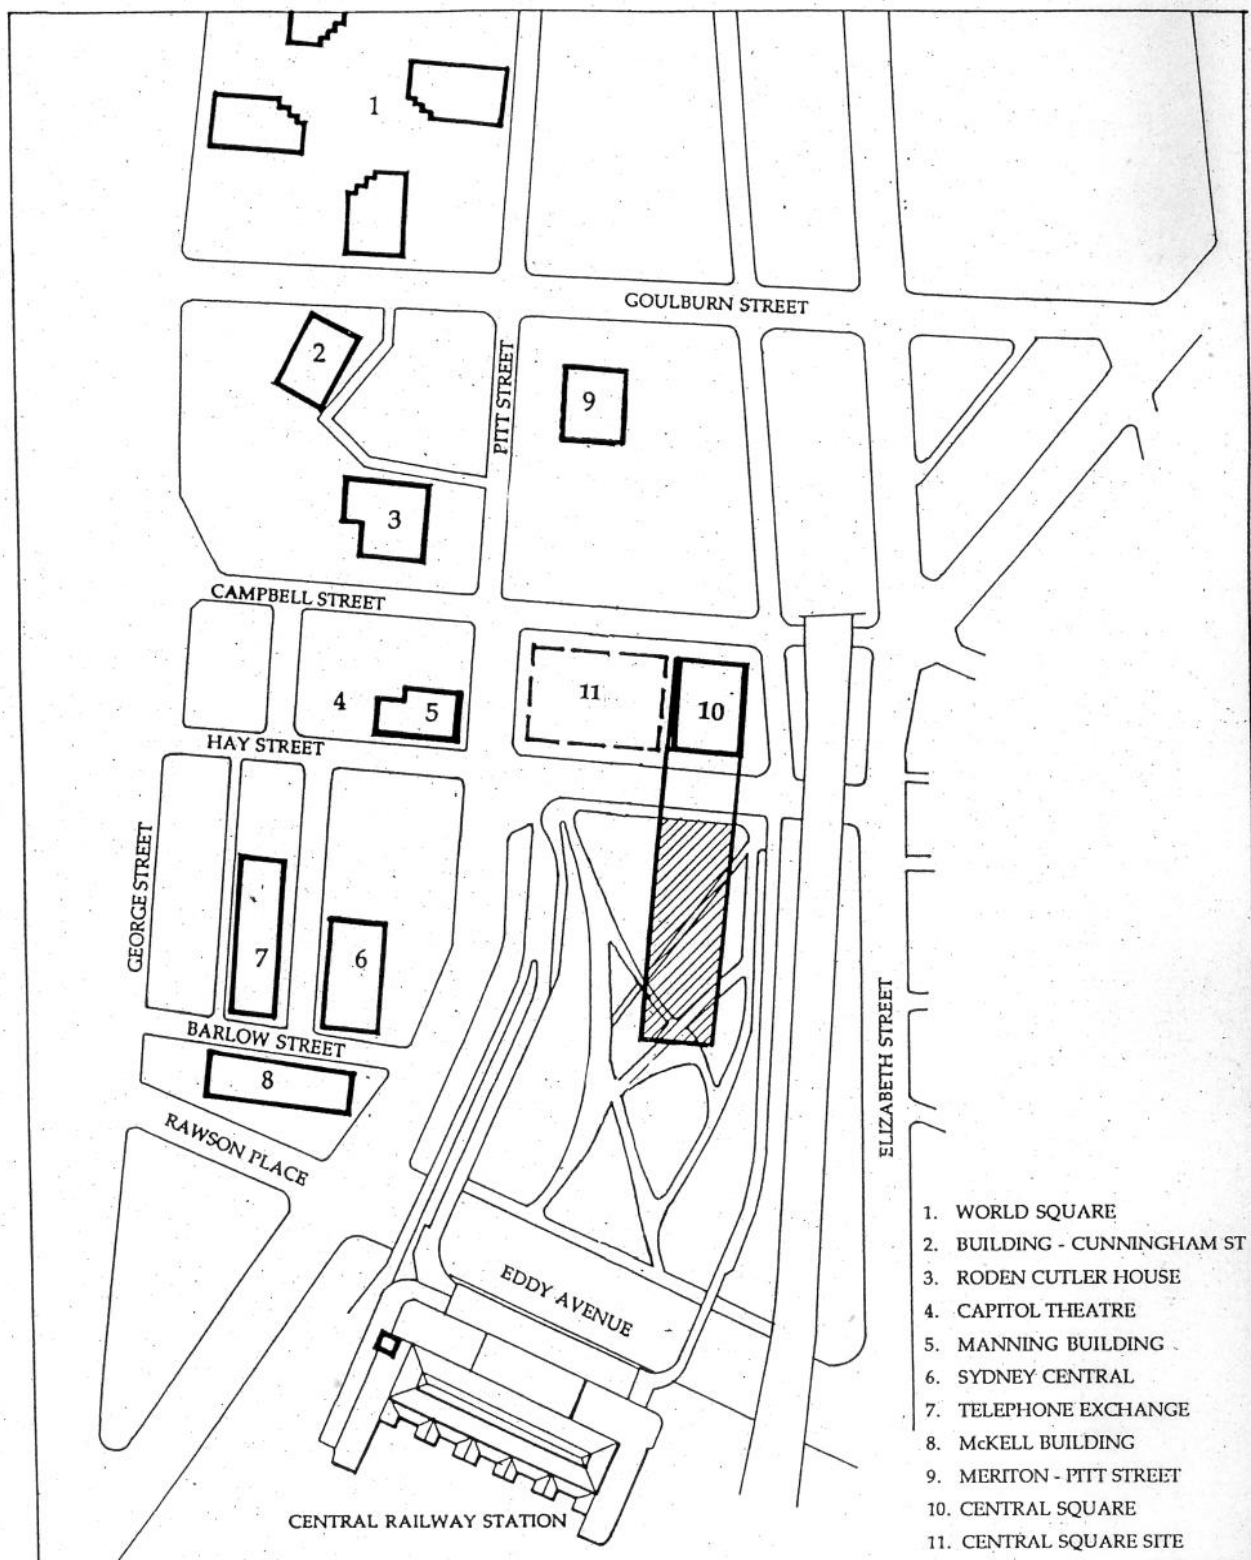 1
GOULBURN STREET
2
PITT STREET
9
3
CAMPBELL STREET
11
4
5
10
HAY STREET
GEORGE STREET
7
6
BARLOW STREET
8
ELIZABETH STREET
RAWSON PLACE
EDDY AVENUE
CENTRAL RAILWAY STATION
1. WORLD SQUARE
2. BUILDING - CUNNINGHAM ST
3. RODEN CUTLER HOUSE
4. CAPITOL THEATRE
5. MANNING BUILDING
6. SYDNEY CENTRAL
7. TELEPHONE EXCHANGE
8. McKELL BUILDING
9. MERITON - PITT STREET
10. CENTRAL SQUARE
11. CENTRAL SQUARE SITE